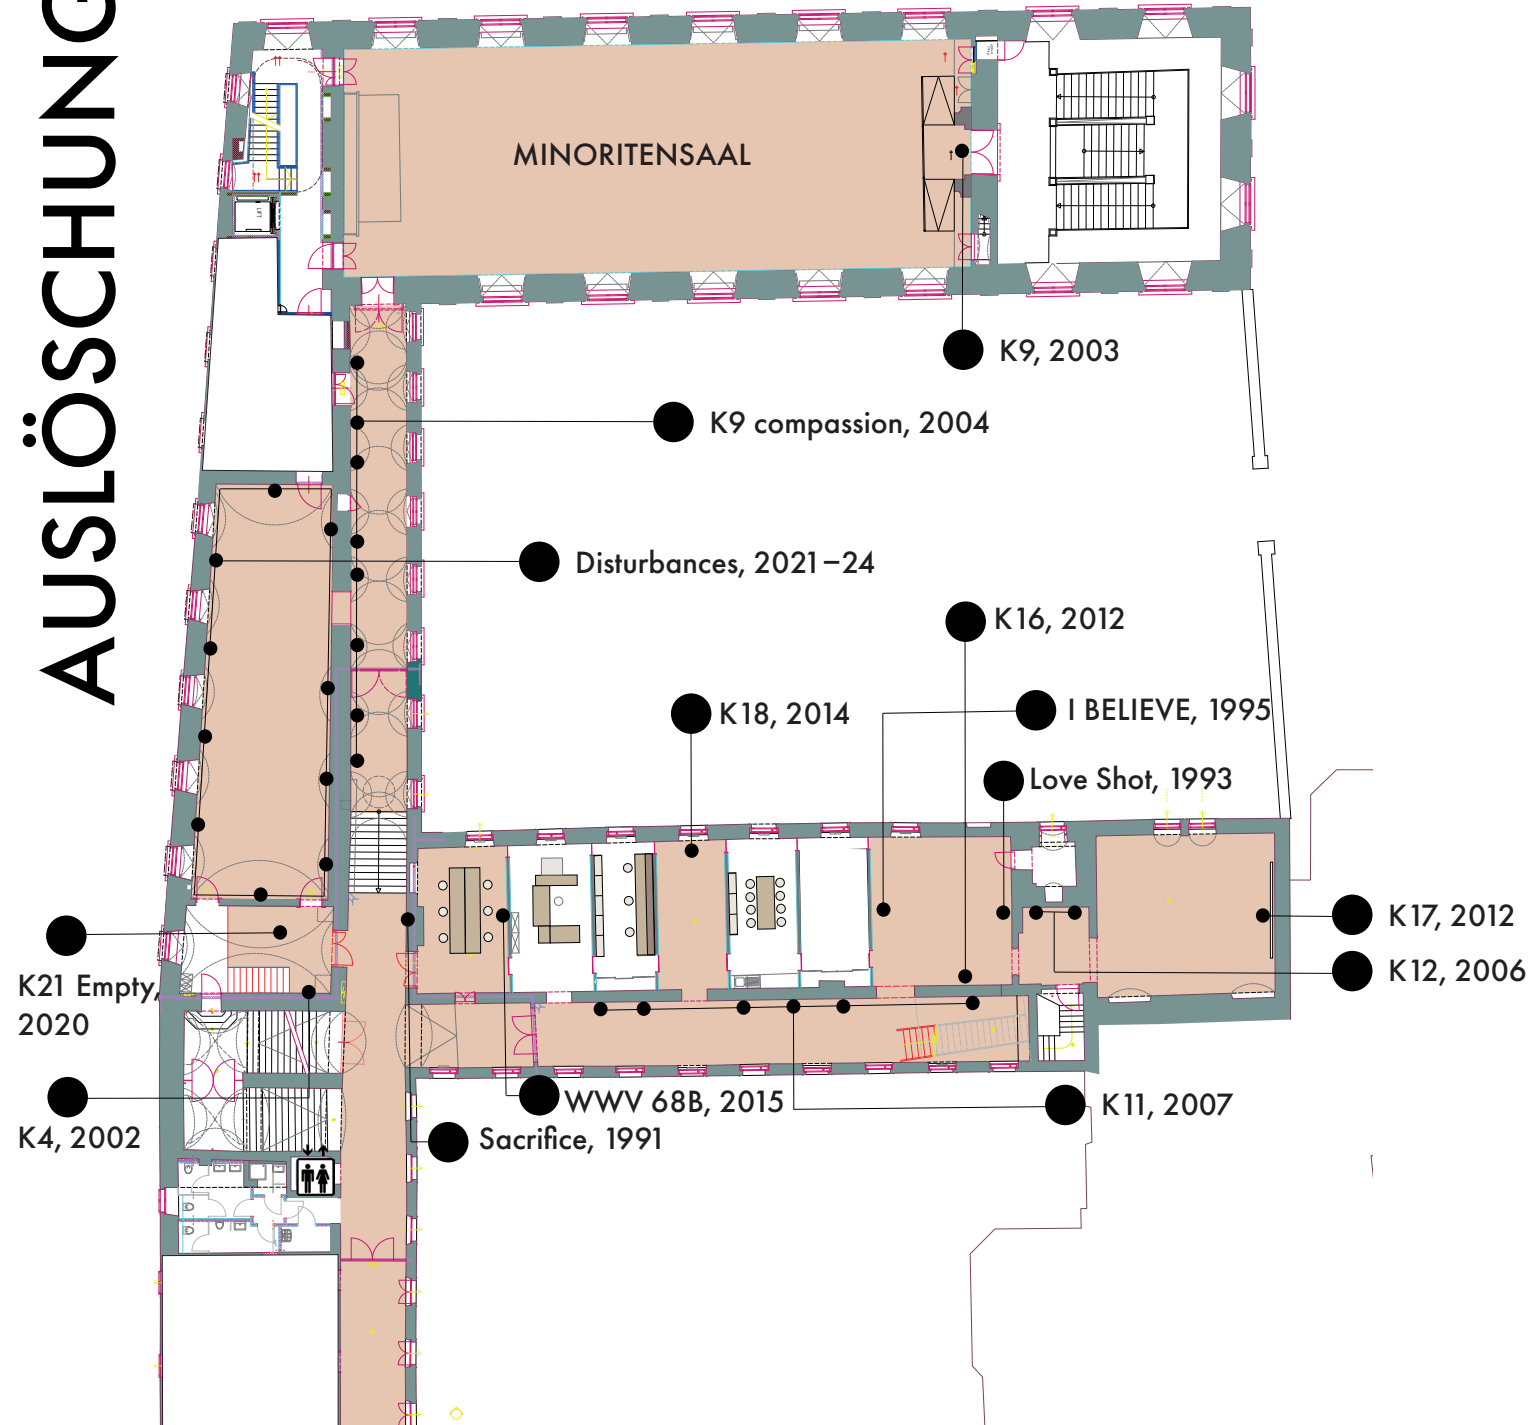 AUSLÖSCHUNG
MINORITENSAAL
LIFT
K9, 2003
K9 compassion, 2004
Disturbances, 2021–24
K16, 2012
I BELIEVE, 1995
K18, 2014
Love Shot, 1993
K17, 2012
K12, 2006
K21 Empty,
2020
WWV 68B, 2015
K11, 2007
K4, 2002
Sacrifice, 1991